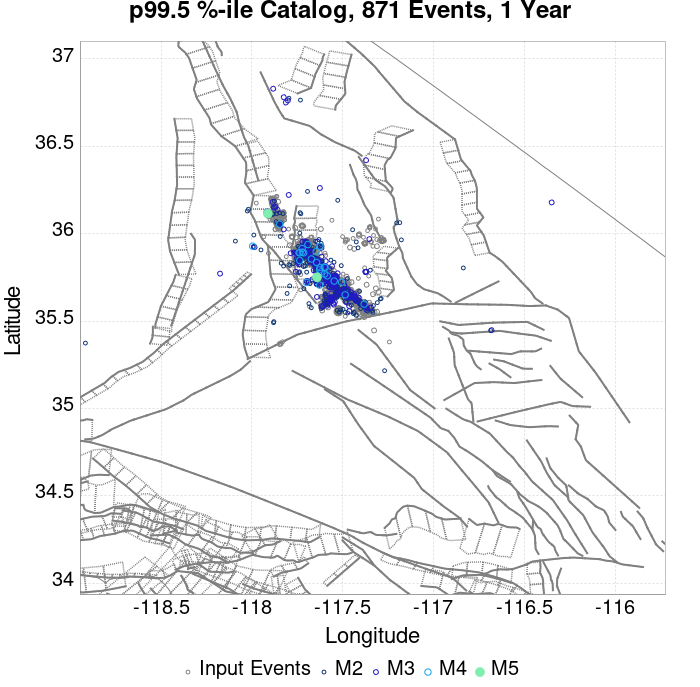 p99.5 %-ile Catalog, 871 Events, 1 Year
37
36.5
36
35.5
35
34.5
34
Latitude
-118.5 -118 -117.5 -117 -116.5 -116
Longitude
Input Events M2 M3 M4 M5